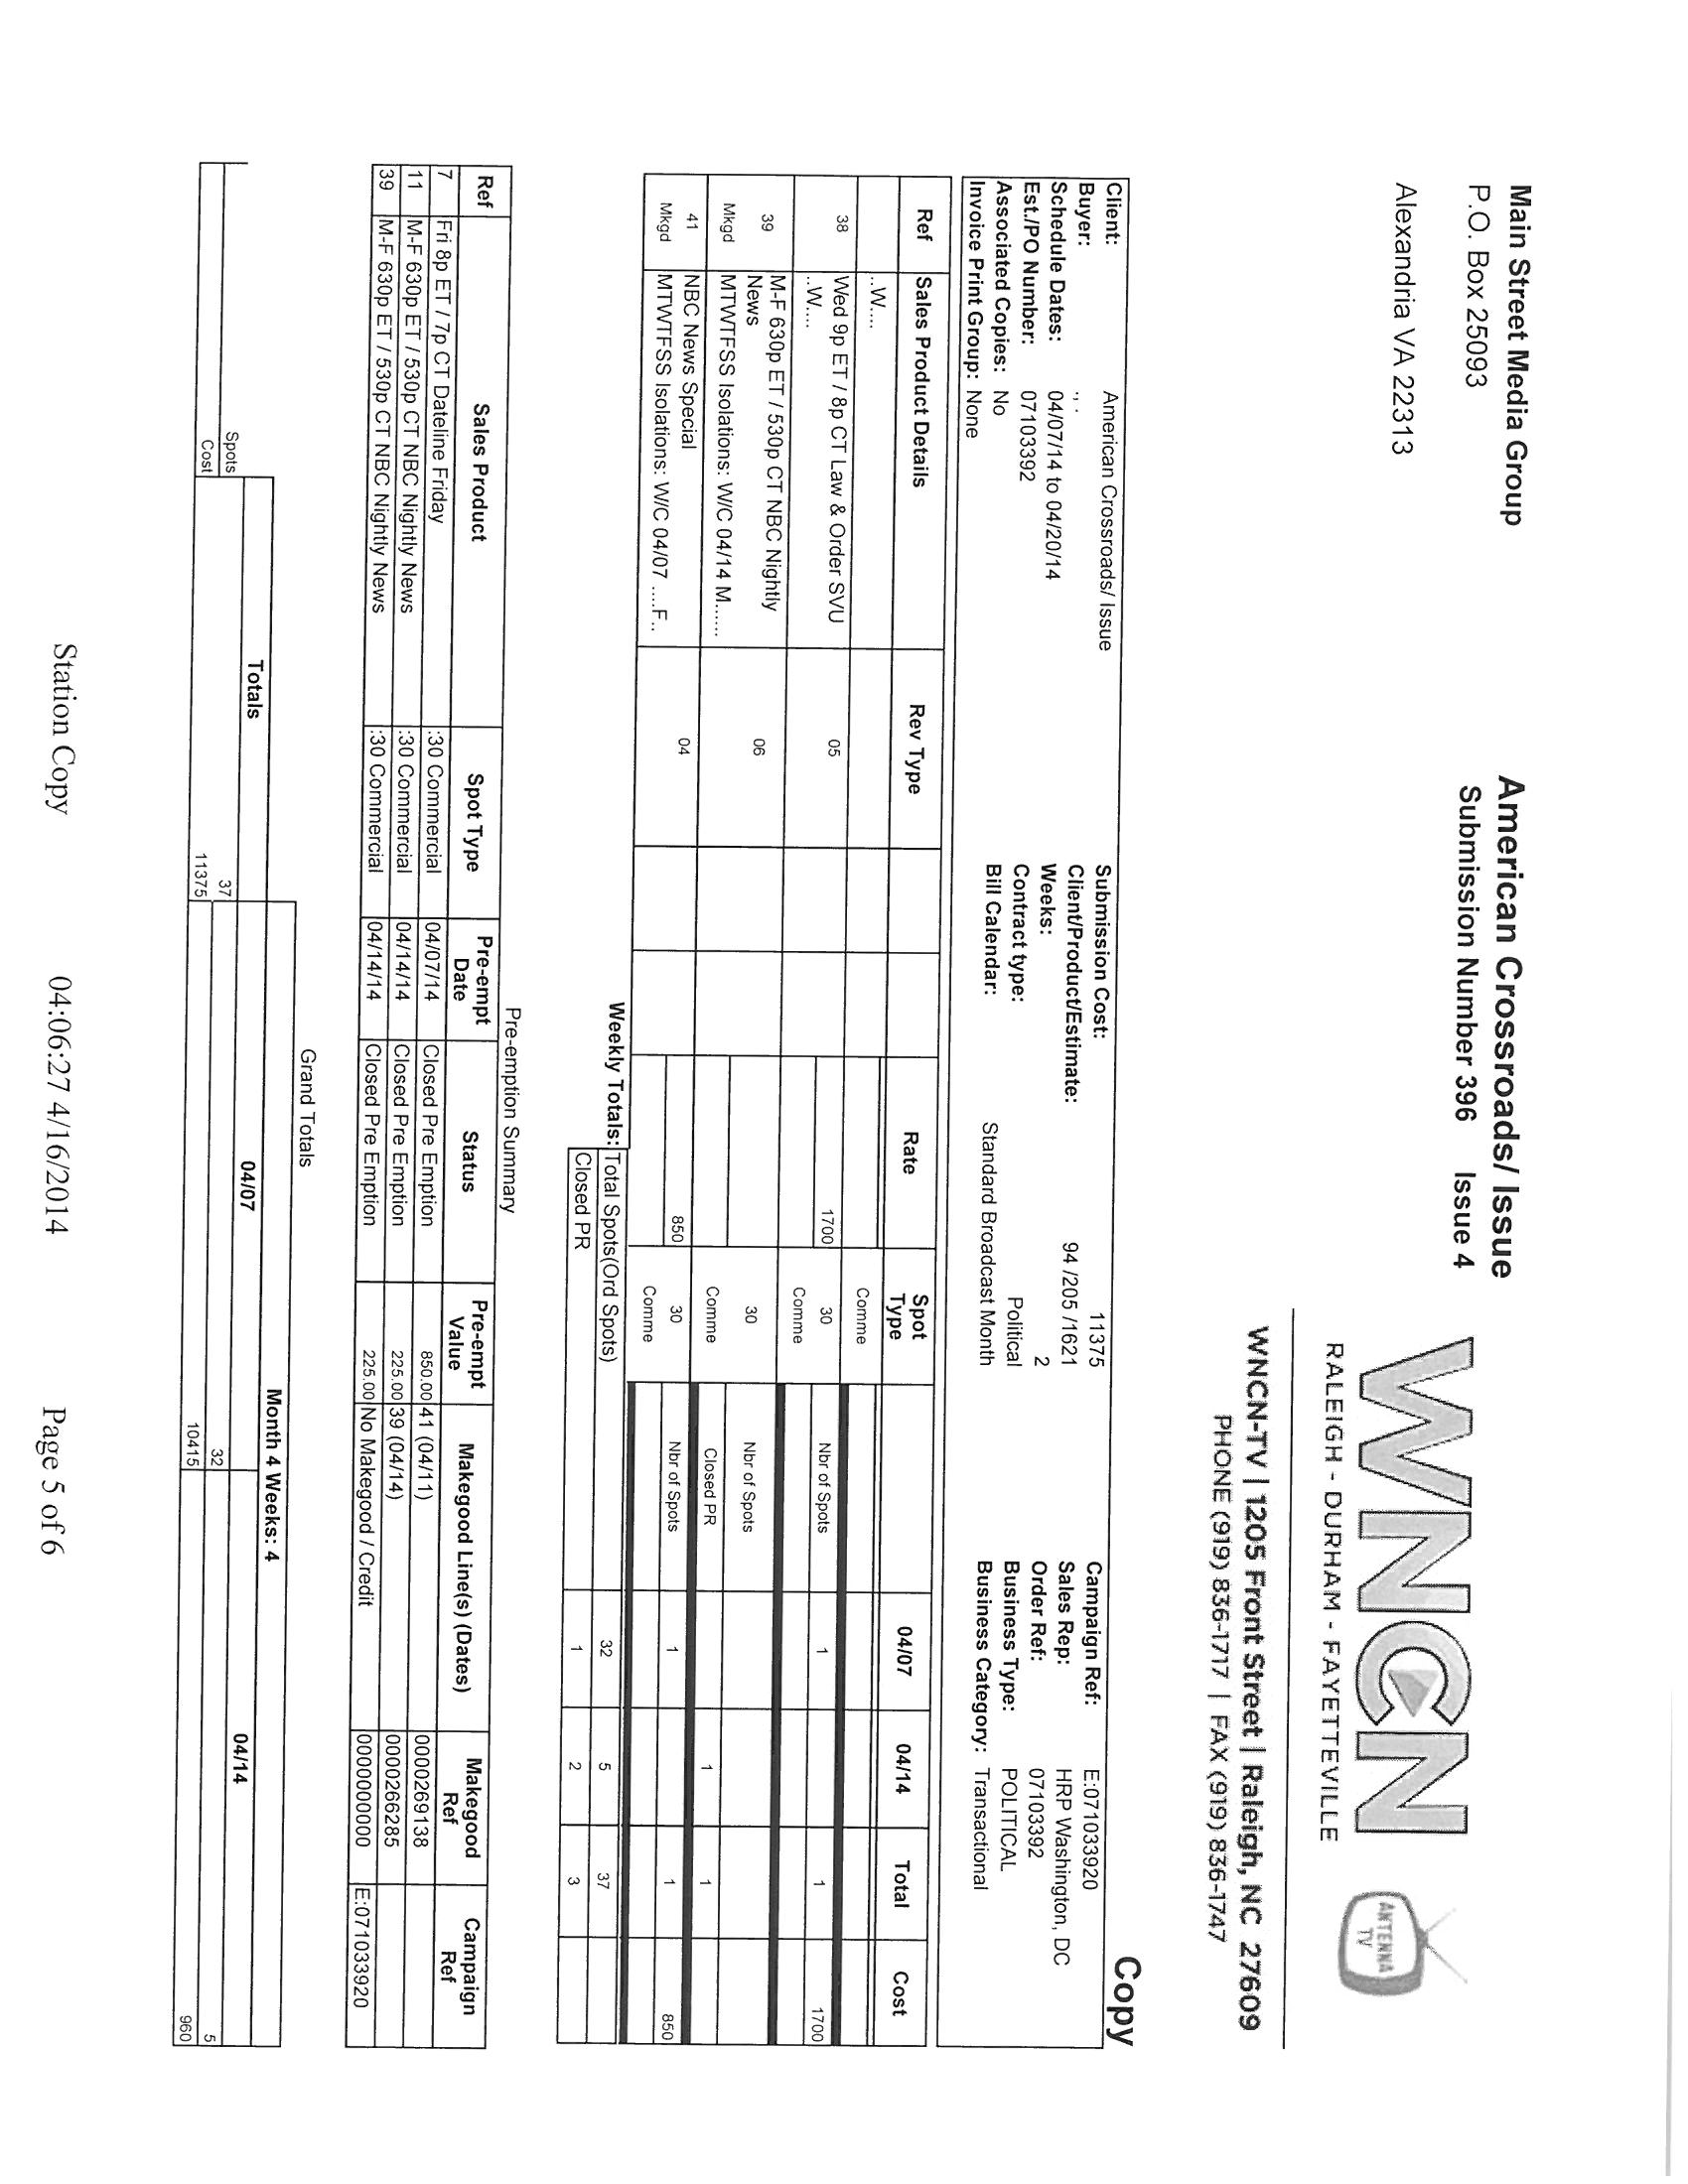 Main Street Media Group
P.O. Box 25093
Alexandria VA 22313
American Crossroads/ Issue
Submission Number 396 Issue 4
WNCN
RALEIGH - DURHAM - FAYETTEVILLE
ANTENNA TV
WNCN-TV | 1205 Front Street | Raleigh, NC 27609
PHONE (919) 836-1717 | FAX (919) 836-1747
Copy
Client: American Crossroads/ Issue Submission Cost: 11375 Campaign Ref: E:071033920
Buyer: ., . Client/Product/Estimate: 94 /205 /1621 Sales Rep: HRP Washington, DC
Schedule Dates: 04/07/14 to 04/20/14 Weeks: 2 Order Ref: 07103392
Est./PO Number: 07103392 Contract type: Political Business Type: POLITICAL
Associated Copies: No Bill Calendar: Standard Broadcast Month Business Category: Transactional
Invoice Print Group: None
Ref Sales Product Details Rev Type Rate Spot Type 04/07 04/14 Total Cost
..W.... Comme
38 Wed 9p ET / 8p CT Law & Order SVU 05 1700 30 Nbr of Spots 1 1 1700
..W.... Comme
39 M-F 630p ET / 530p CT NBC Nightly News 06 30 Nbr of Spots
Mkgd MTWTFSS Isolations: W/C 04/14 M...... Comme Closed PR 1 1
41 NBC News Special 04 850 30 Nbr of Spots 1 1 850
Mkgd MTWTFSS Isolations: W/C 04/07 ....F.. Comme
Weekly Totals: Total Spots(Ord Spots) 32 5 37
Closed PR 1 2 3
Pre-emption Summary
Ref Sales Product Spot Type Pre-empt Date Status Pre-empt Value Makegood Line(s) (Dates) Makegood Ref Campaign Ref
7 Fri 8p ET / 7p CT Dateline Friday :30 Commercial 04/07/14 Closed Pre Emption 850.00 41 (04/11) 0000269138
11 M-F 630p ET / 530p CT NBC Nightly News :30 Commercial 04/14/14 Closed Pre Emption 225.00 39 (04/14) 0000266285
39 M-F 630p ET / 530p CT NBC Nightly News :30 Commercial 04/14/14 Closed Pre Emption 225.00 No Makegood / Credit 0000000000 E:071033920
Grand Totals
Month 4 Weeks: 4
Totals 04/07 04/14
Spots 37 32 5
Cost 11375 10415 960
Station Copy 04:06:27 4/16/2014 Page 5 of 6